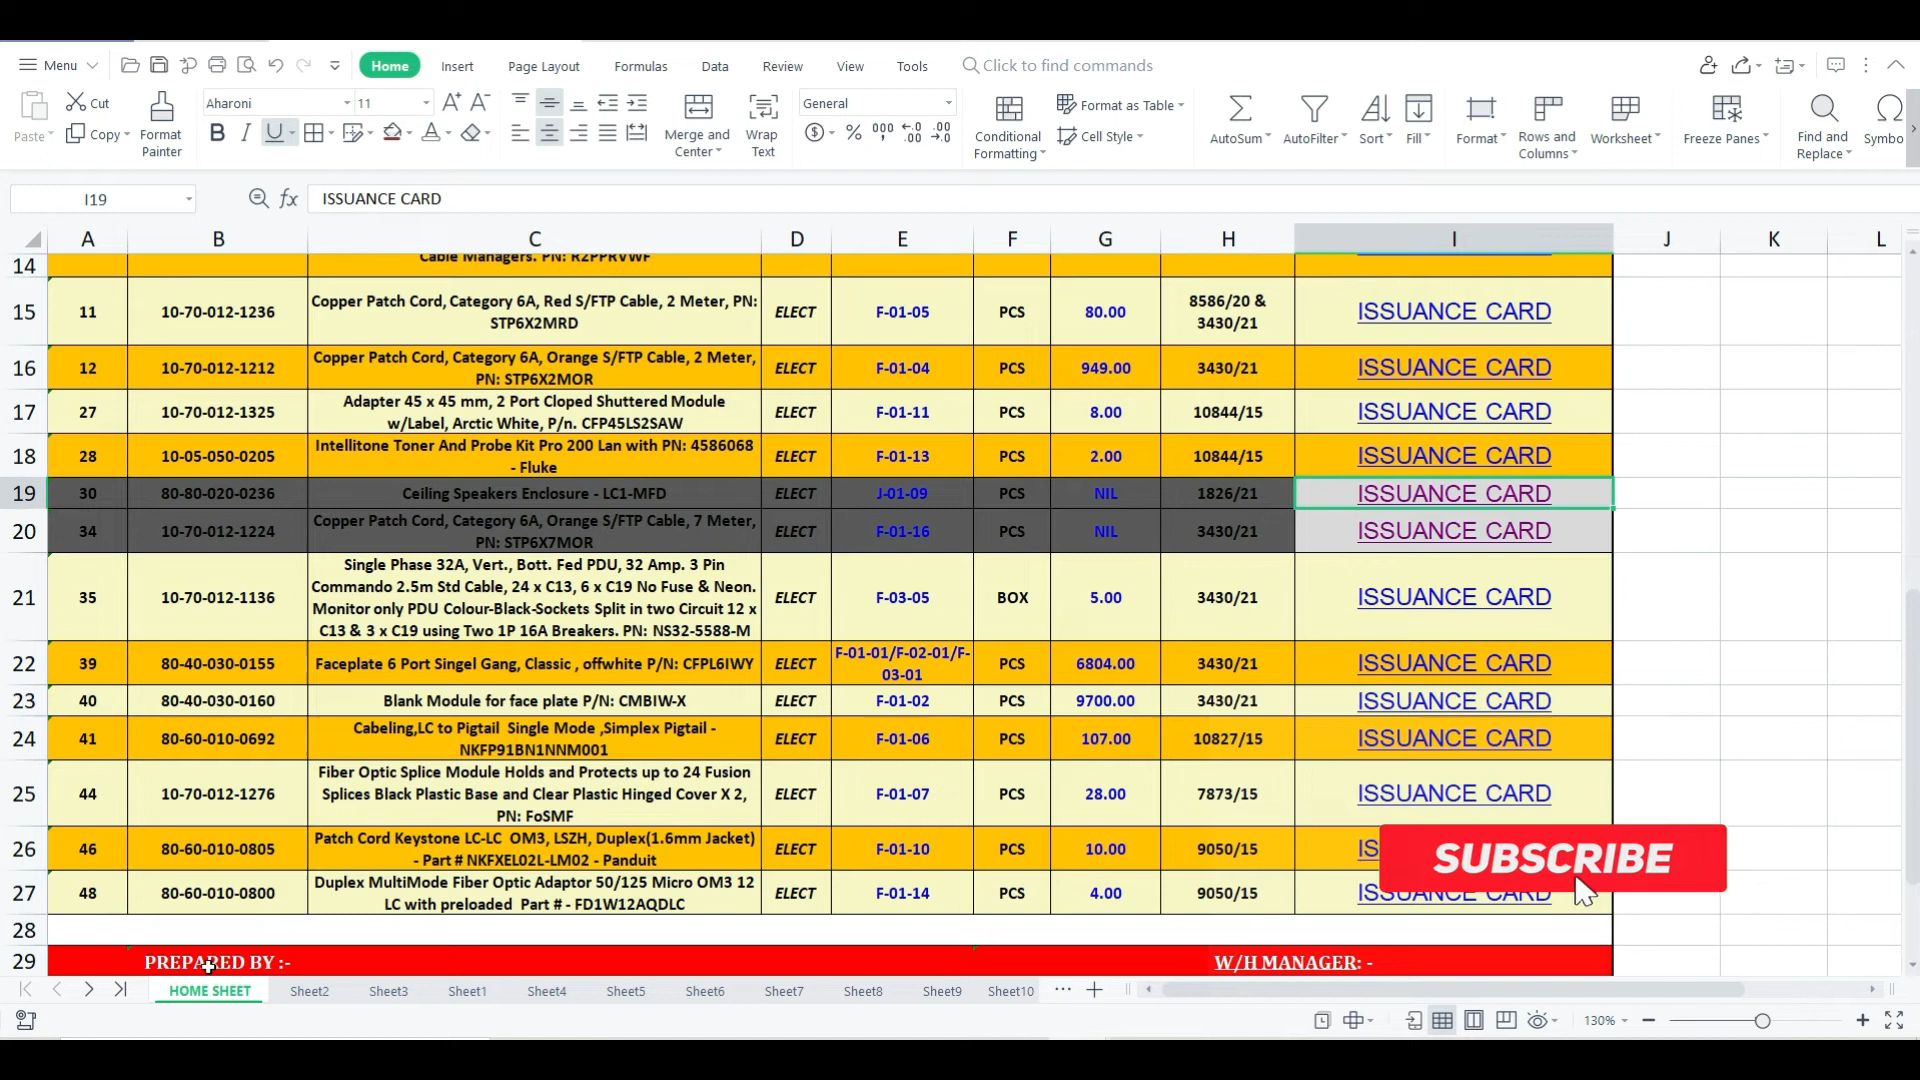 Menu Home Insert Page Layout Formulas Data Review View Tools Click to find commands
Cut Aharoni 11 General Format as Table
Paste Copy Format Painter Merge and Center Wrap Text Conditional Formatting Cell Style AutoSum AutoFilter Sort Fill Format Rows and Columns Worksheet Freeze Panes Find and Replace Symbo
I19 fx ISSUANCE CARD
A B C D E F G H I J K L
14 Cable Managers. PN: R2PPRVWF
15 11 10-70-012-1236 Copper Patch Cord, Category 6A, Red S/FTP Cable, 2 Meter, PN: STP6X2MRD ELECT F-01-05 PCS 80.00 8586/20 & 3430/21 ISSUANCE CARD
16 12 10-70-012-1212 Copper Patch Cord, Category 6A, Orange S/FTP Cable, 2 Meter, PN: STP6X2MOR ELECT F-01-04 PCS 949.00 3430/21 ISSUANCE CARD
17 27 10-70-012-1325 Adapter 45 x 45 mm, 2 Port Cloped Shuttered Module w/Label, Arctic White, P/n. CFP45LS2SAW ELECT F-01-11 PCS 8.00 10844/15 ISSUANCE CARD
18 28 10-05-050-0205 Intellitone Toner And Probe Kit Pro 200 Lan with PN: 4586068 - Fluke ELECT F-01-13 PCS 2.00 10844/15 ISSUANCE CARD
19 30 80-80-020-0236 Ceiling Speakers Enclosure - LC1-MFD ELECT J-01-09 PCS NIL 1826/21 ISSUANCE CARD
20 34 10-70-012-1224 Copper Patch Cord, Category 6A, Orange S/FTP Cable, 7 Meter, PN: STP6X7MOR ELECT F-01-16 PCS NIL 3430/21 ISSUANCE CARD
21 35 10-70-012-1136 Single Phase 32A, Vert., Bott. Fed PDU, 32 Amp. 3 Pin Commando 2.5m Std Cable, 24 x C13, 6 x C19 No Fuse & Neon. Monitor only PDU Colour-Black-Sockets Split in two Circuit 12 x C13 & 3 x C19 using Two 1P 16A Breakers. PN: NS32-5588-M ELECT F-03-05 BOX 5.00 3430/21 ISSUANCE CARD
22 39 80-40-030-0155 Faceplate 6 Port Singel Gang, Classic , offwhite P/N: CFPL6IWY ELECT F-01-01/F-02-01/F-03-01 PCS 6804.00 3430/21 ISSUANCE CARD
23 40 80-40-030-0160 Blank Module for face plate P/N: CMBIW-X ELECT F-01-02 PCS 9700.00 3430/21 ISSUANCE CARD
24 41 80-60-010-0692 Cabeling,LC to Pigtail Single Mode ,Simplex Pigtail - NKFP91BN1NNM001 ELECT F-01-06 PCS 107.00 10827/15 ISSUANCE CARD
25 44 10-70-012-1276 Fiber Optic Splice Module Holds and Protects up to 24 Fusion Splices Black Plastic Base and Clear Plastic Hinged Cover X 2, PN: FoSMF ELECT F-01-07 PCS 28.00 7873/15 ISSUANCE CARD
26 46 80-60-010-0805 Patch Cord Keystone LC-LC OM3, LSZH, Duplex(1.6mm Jacket) - Part # NKFXEL02L-LM02 - Panduit ELECT F-01-10 PCS 10.00 9050/15 IS
SUBSCRIBE
27 48 80-60-010-0800 Duplex MultiMode Fiber Optic Adaptor 50/125 Micro OM3 12 LC with preloaded Part # - FD1W12AQDLC ELECT F-01-14 PCS 4.00 9050/15 ISSUANCE CARD
28
29 PREPARED BY :- W/H MANAGER: -
HOME SHEET Sheet2 Sheet3 Sheet1 Sheet4 Sheet5 Sheet6 Sheet7 Sheet8 Sheet9 Sheet10 ...
130%